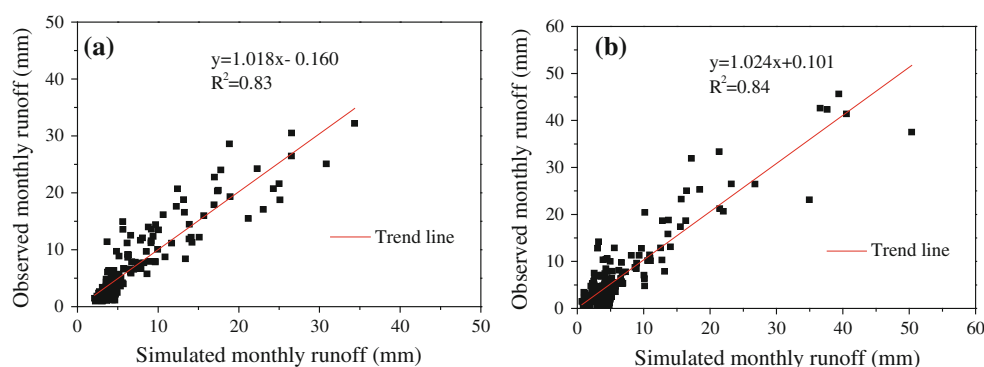 (a)
y=1.018x- 0.160
R²=0.83
Trend line
Observed monthly runoff (mm)
50
40
30
20
10
0
0 10 20 30 40 50
Simulated monthly runoff (mm)
(b)
y=1.024x+0.101
R²=0.84
Trend line
Observed monthly runoff (mm)
60
50
40
30
20
10
0
0 10 20 30 40 50 60
Simulated monthly runoff (mm)